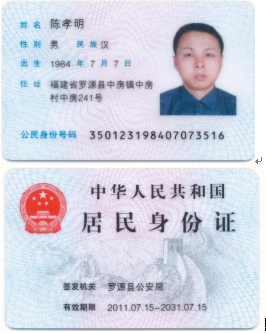 姓名 陈孝明
性别 男 民族 汉
出生 1984 年 7 月 7 日
住址 福建省罗源县中房镇中房
村中房241号
公民身份号码 350123198407073516
中华人民共和国
居民身份证
签发机关 罗源县公安局
有效期限 2011.07.15-2031.07.15